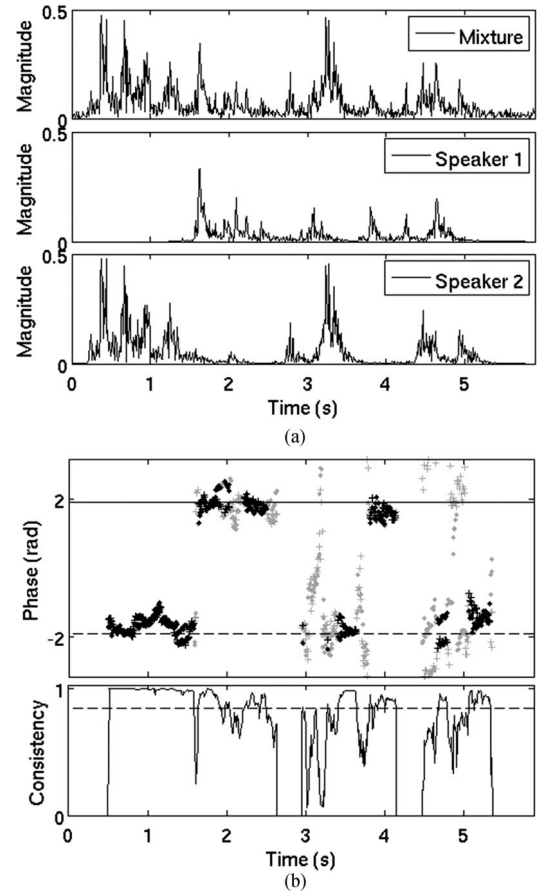 0.5
Magnitude
Mixture
0
0.5
Magnitude
Speaker 1
0
0.5
Magnitude
Speaker 2
0
0 1 2 3 4 5
Time (s)
(a)
2
Phase (rad)
-2
1
Consistency
0
0 1 2 3 4 5
Time (s)
(b)